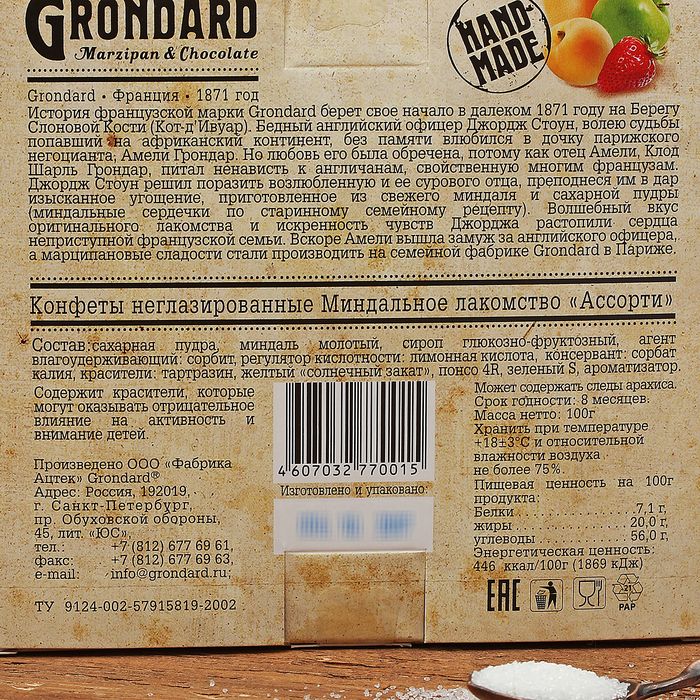 GRONDARD
Marzipan & Chocolate
HAND
MADE
Grondard • Франция • 1871 год
История французской марки Grondard берет свое начало в далеком 1871 году на Берегу
Слоновой Кости (Кот-д'Ивуар). Бедный английский офицер Джордж Стоун, волею судьбы
попавший на африканский континент, без памяти влюбился в дочку парижского
негоцианта, Амели Грондар. Но любовь его была обречена, потому как отец Амели, Клод
Шарль Грондар, питал ненависть к англичанам, свойственную многим французам.
Джордж Стоун решил поразить возлюбленную и ее сурового отца, преподнеся им в дар
изысканное угощение, приготовленное из свежего миндаля и сахарной пудры
(миндальные сердечки по старинному семейному рецепту). Волшебный вкус
оригинального лакомства и искренность чувств Джорджа растопили сердца
неприступной французской семьи. Вскоре Амели вышла замуж за английского офицера,
а марципановые сладости стали производить на семейной фабрике Grondard в Париже.
Конфеты неглазированные Миндальное лакомство «Ассорти»
Состав: сахарная пудра, миндаль молотый, сироп глюкозно-фруктозный, агент
влагоудерживающий: сорбит, регулятор кислотности: лимонная кислота, консервант: сорбат
калия, красители: тартразин, желтый «солнечный закат», понсо 4R, зеленый S, ароматизатор.
Содержит красители, которые
могут оказывать отрицательное
влияние на активность и
внимание детей.
Произведено ООО «Фабрика
Ацтек» Grondard®
Адрес: Россия, 192019,
г. Санкт-Петербург,
пр. Обуховской обороны,
45, лит. «ЮС»,
тел.: +7 (812) 677 69 61,
факс: +7 (812) 677 69 63,
e-mail: info@grondard.ru;
ТУ 9124-002-57915819-2002
4 607032 770015
Изготовлено и упаковано:
Может содержать следы арахиса.
Срок годности: 8 месяцев.
Масса нетто: 100г
Хранить при температуре
+18±3°С и относительной
влажности воздуха
не более 75%.
Пищевая ценность на 100г
продукта:
Белки ........ 7,1 г,
жиры ........ 20,0 г,
углеводы ........ 56,0 г,
Энергетическая ценность:
446 ккал/100г (1869 кДж)
EAC
21
PAP